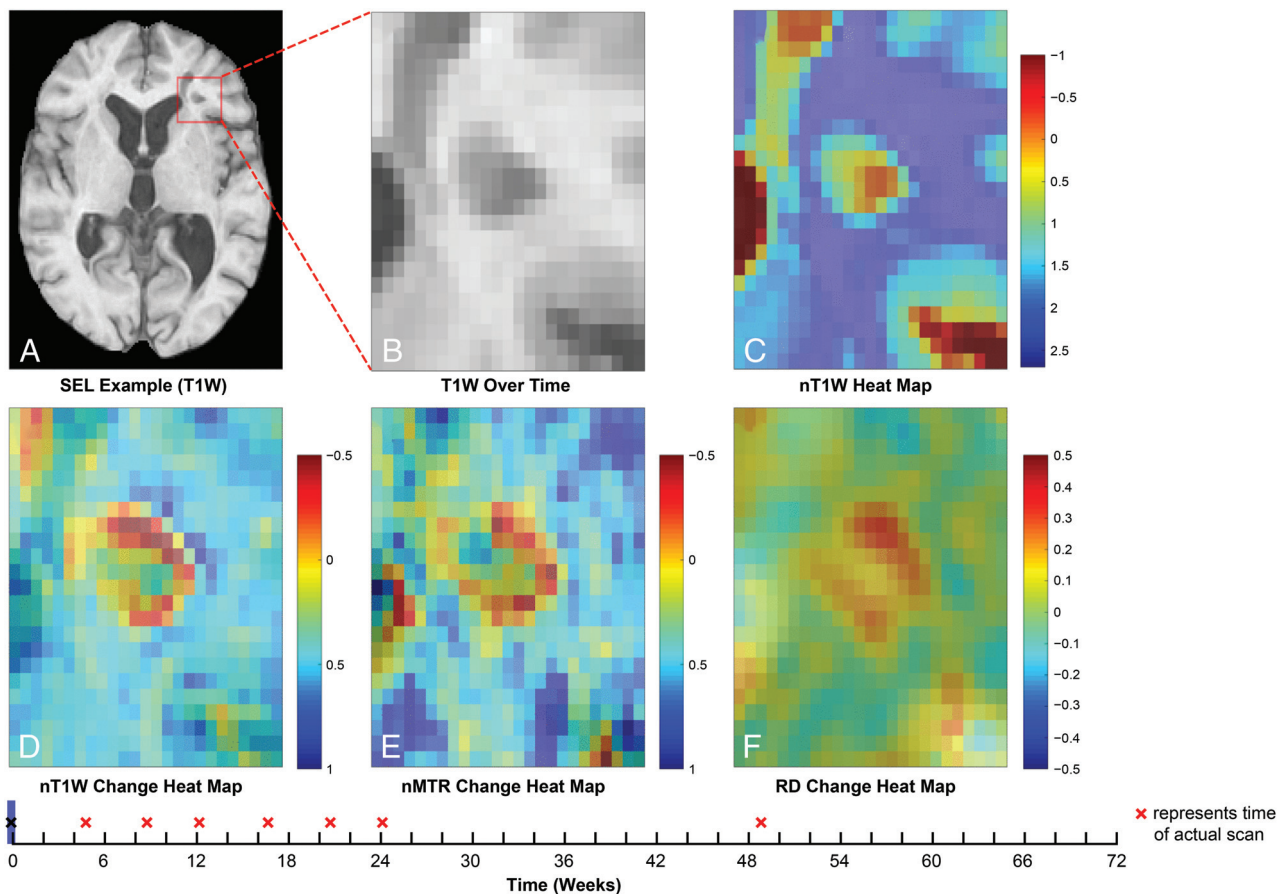 A
SEL Example (T1W)
B
T1W Over Time
C
nT1W Heat Map
−1
−0.5
0
0.5
1
1.5
2
2.5
D
nT1W Change Heat Map
−0.5
0
0.5
1
E
nMTR Change Heat Map
−0.5
0
0.5
1
F
RD Change Heat Map
0.5
0.4
0.3
0.2
0.1
0
−0.1
−0.2
−0.3
−0.4
−0.5
× represents time
of actual scan
0 6 12 18 24 30 36 42 48 54 60 66 72
Time (Weeks)